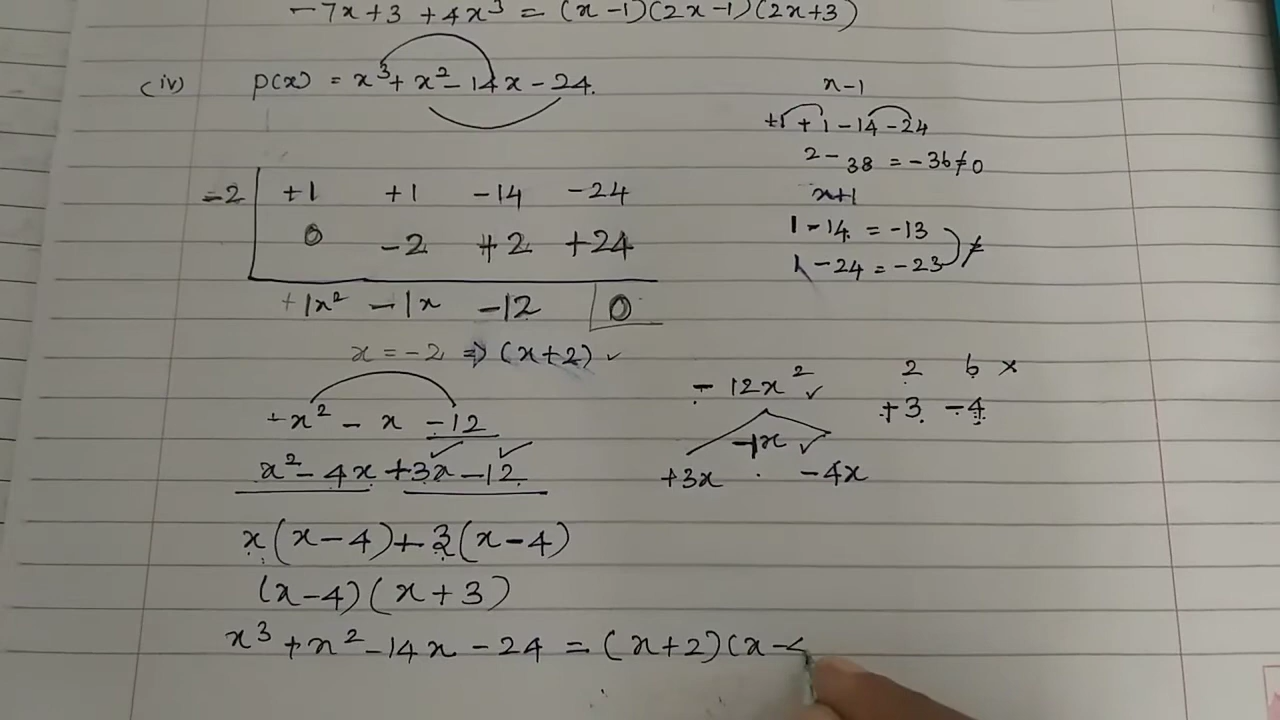 -7x+3 +4x³ = (x-1)(2x-1)(2x+3)
(iv) p(x) = x³+x²-14x-24.
x-1
+1+1-14-24
2-38 = -36≠0
x+1
1-14 = -13
1-24 = -23 ≠
-2 | +1 +1 -14 -24
0 -2 +2 +24
+1x² -1x -12 | 0
x = -2 ⇒ (x+2) ✓
+x² - x -12
x²-4x+3x-12
x(x-4)+3(x-4)
(x-4)(x+3)
-12x² ✓
-1x ✓
+3x . -4x
2 6 ×
+3 -4
x³+x²-14x-24 = (x+2)(x-